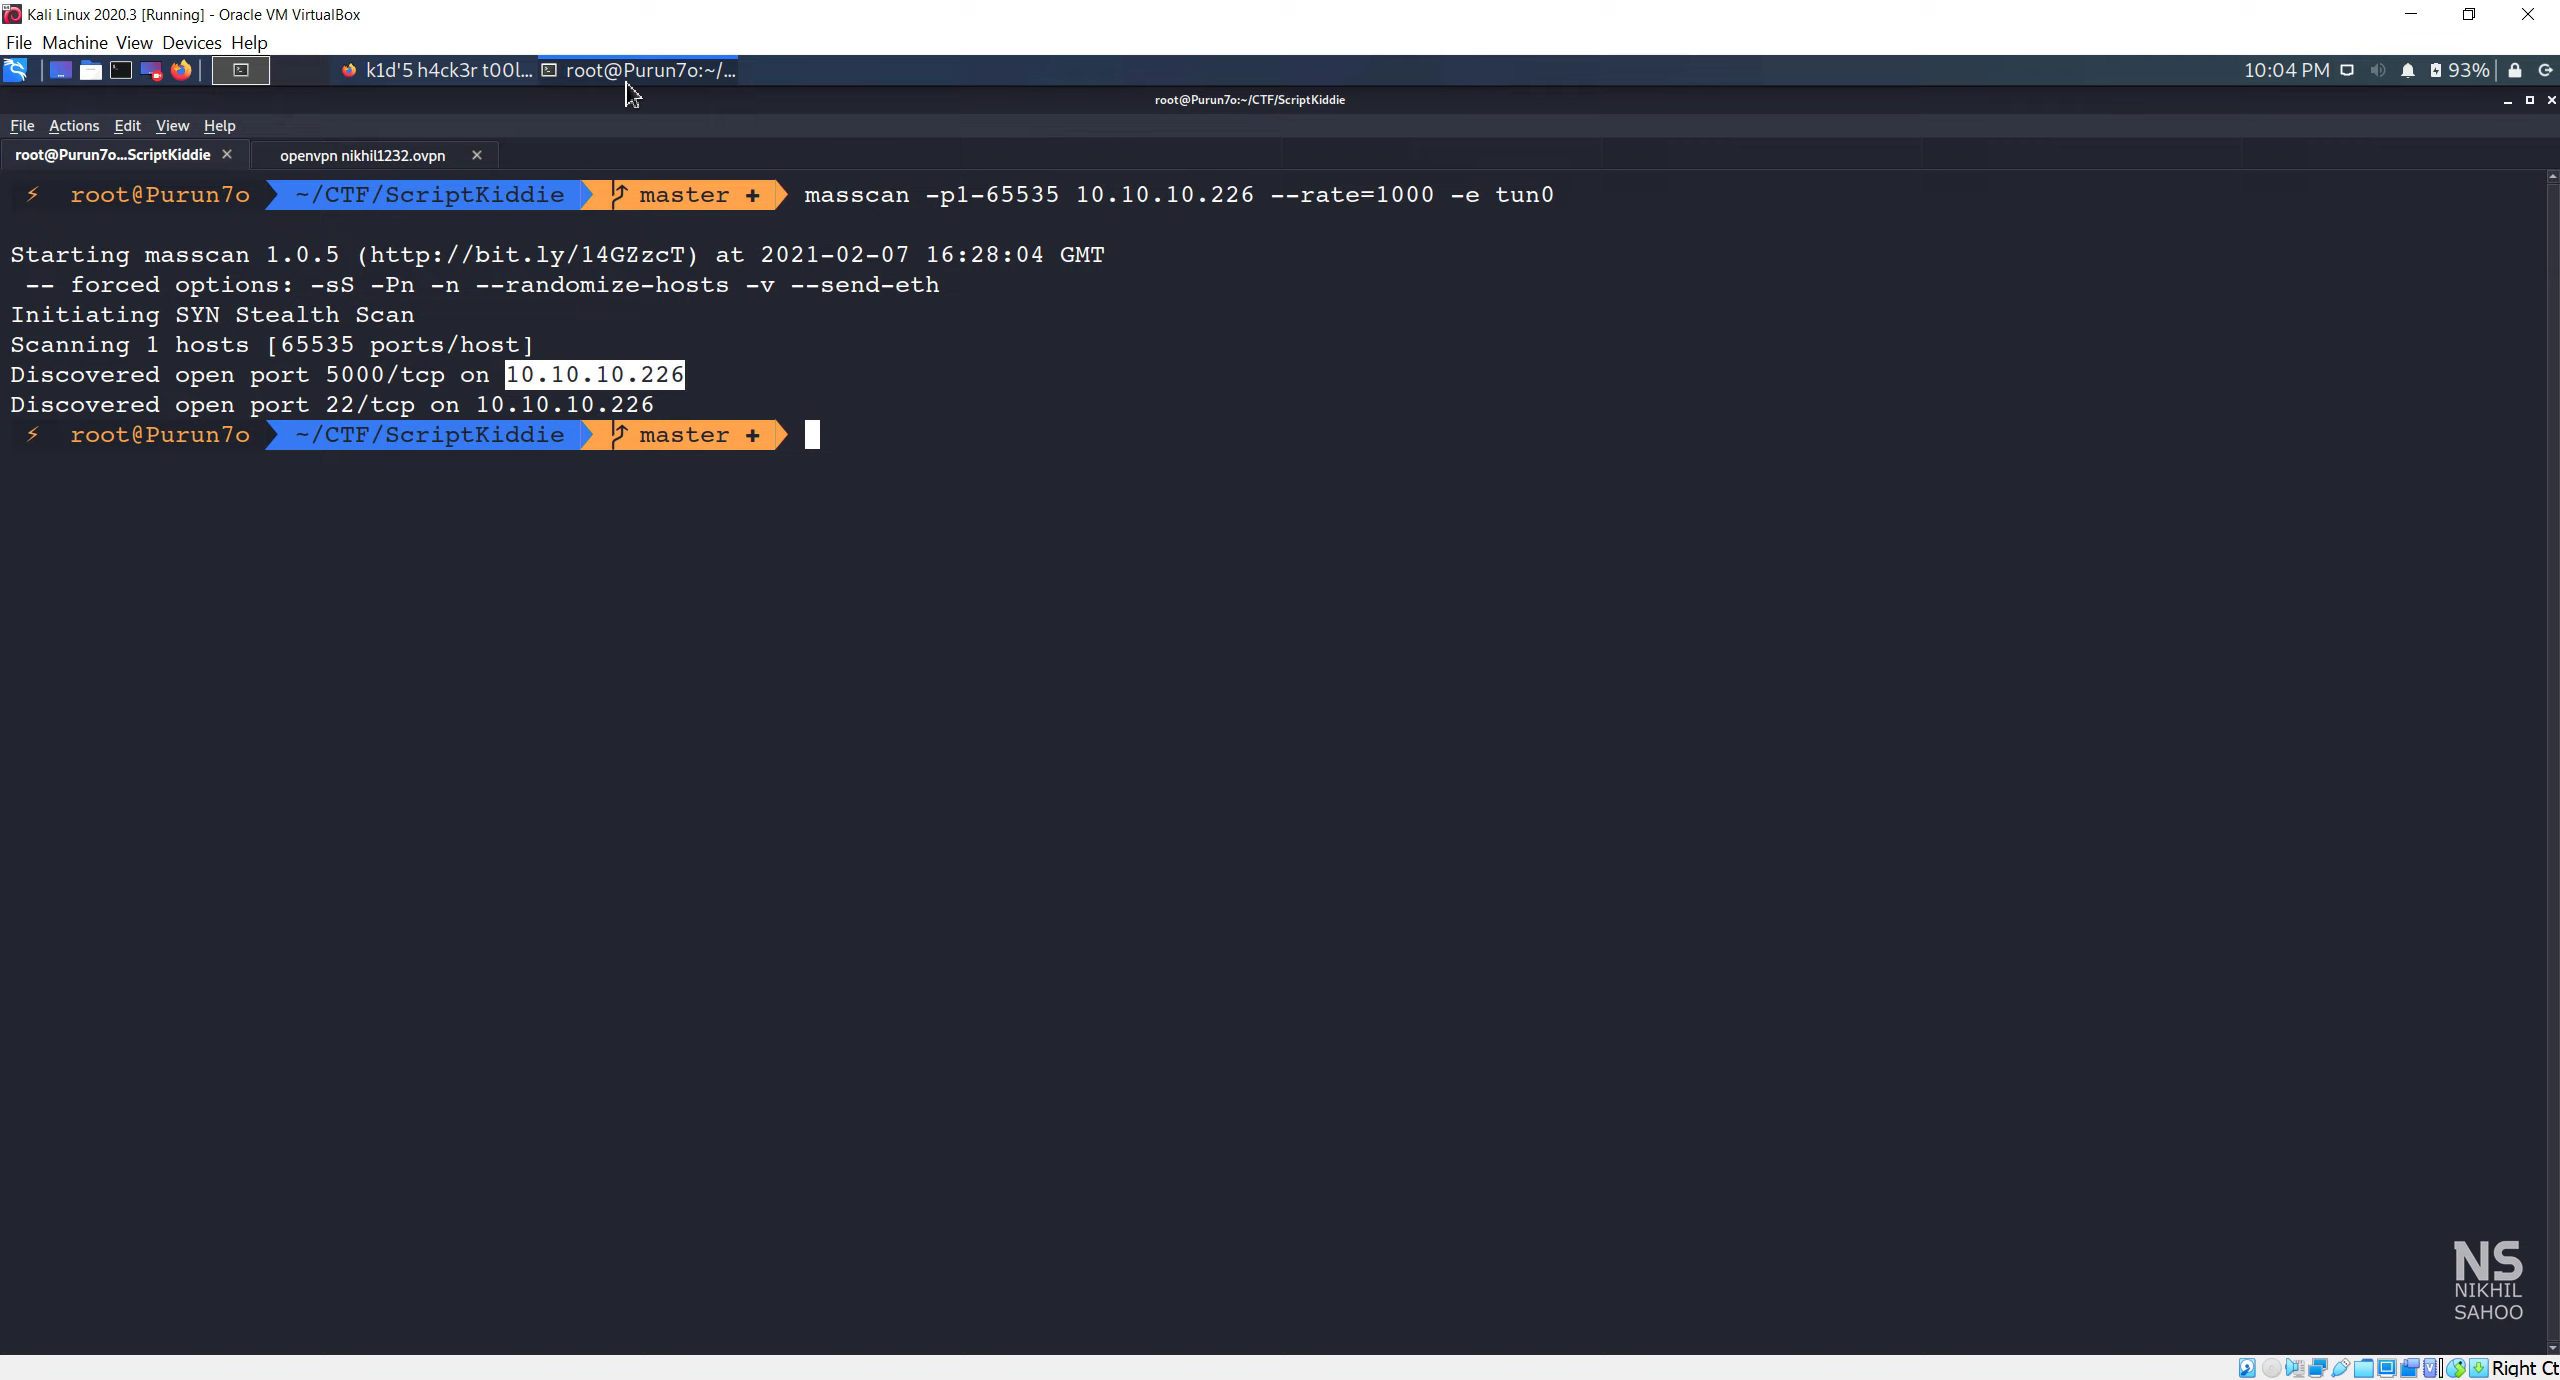 Kali Linux 2020.3 [Running] - Oracle VM VirtualBox
File Machine View Devices Help
k1d'5 h4ck3r t00l... root@Purun7o:~/... 10:04 PM 93%
root@Purun7o:~/CTF/ScriptKiddie
File Actions Edit View Help
root@Purun7o...ScriptKiddie openvpn nikhil1232.ovpn
⚡ root@Purun7o ~/CTF/ScriptKiddie master + masscan -p1-65535 10.10.10.226 --rate=1000 -e tun0
Starting masscan 1.0.5 (http://bit.ly/14GZzcT) at 2021-02-07 16:28:04 GMT
-- forced options: -sS -Pn -n --randomize-hosts -v --send-eth
Initiating SYN Stealth Scan
Scanning 1 hosts [65535 ports/host]
Discovered open port 5000/tcp on 10.10.10.226
Discovered open port 22/tcp on 10.10.10.226
⚡ root@Purun7o ~/CTF/ScriptKiddie master +
NS
NIKHIL
SAHOO
Right Ct